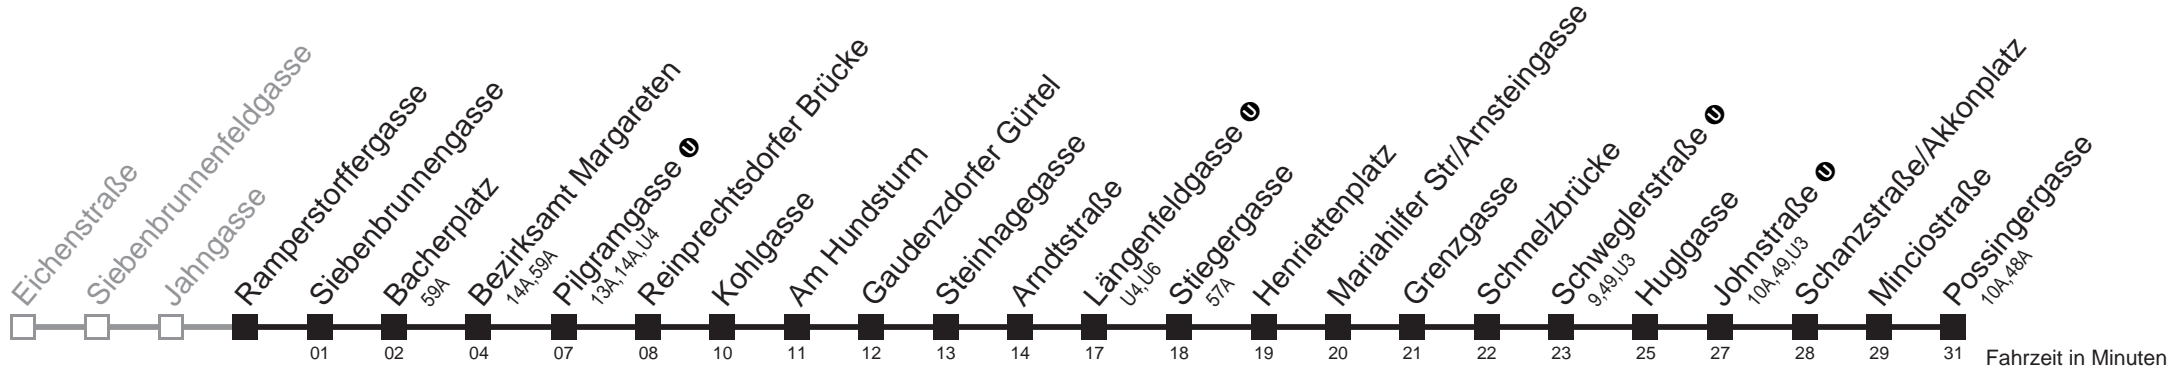 Eichenstraße
Siebenbrunnenfeldgasse
Jahngasse
Ramperstoffergasse
Siebenbrunnengasse
01
Bacherplatz
59A
02
Bezirksamt Margareten
14A,59A
04
Pilgramgasse U
13A,14A,U4
07
Reinprechtsdorfer Brücke
08
Kohlgasse
10
Am Hundsturm
11
Gaudenzdorfer Gürtel
12
Steinhagegasse
13
Arndtstraße
14
Längenfeldgasse U
U4,U6
17
Stiegergasse
57A
18
Henriettenplatz
19
Mariahilfer Str/Arnsteingasse
20
Grenzgasse
21
Schmelzbrücke
22
Schweglerstraße U
9,49,U3
23
Huglgasse
25
Johnstraße U
10A,49,U3
27
Schanzstraße/Akkonplatz
28
Minciostraße
29
Possingergasse
10A,48A
31
Fahrzeit in Minuten